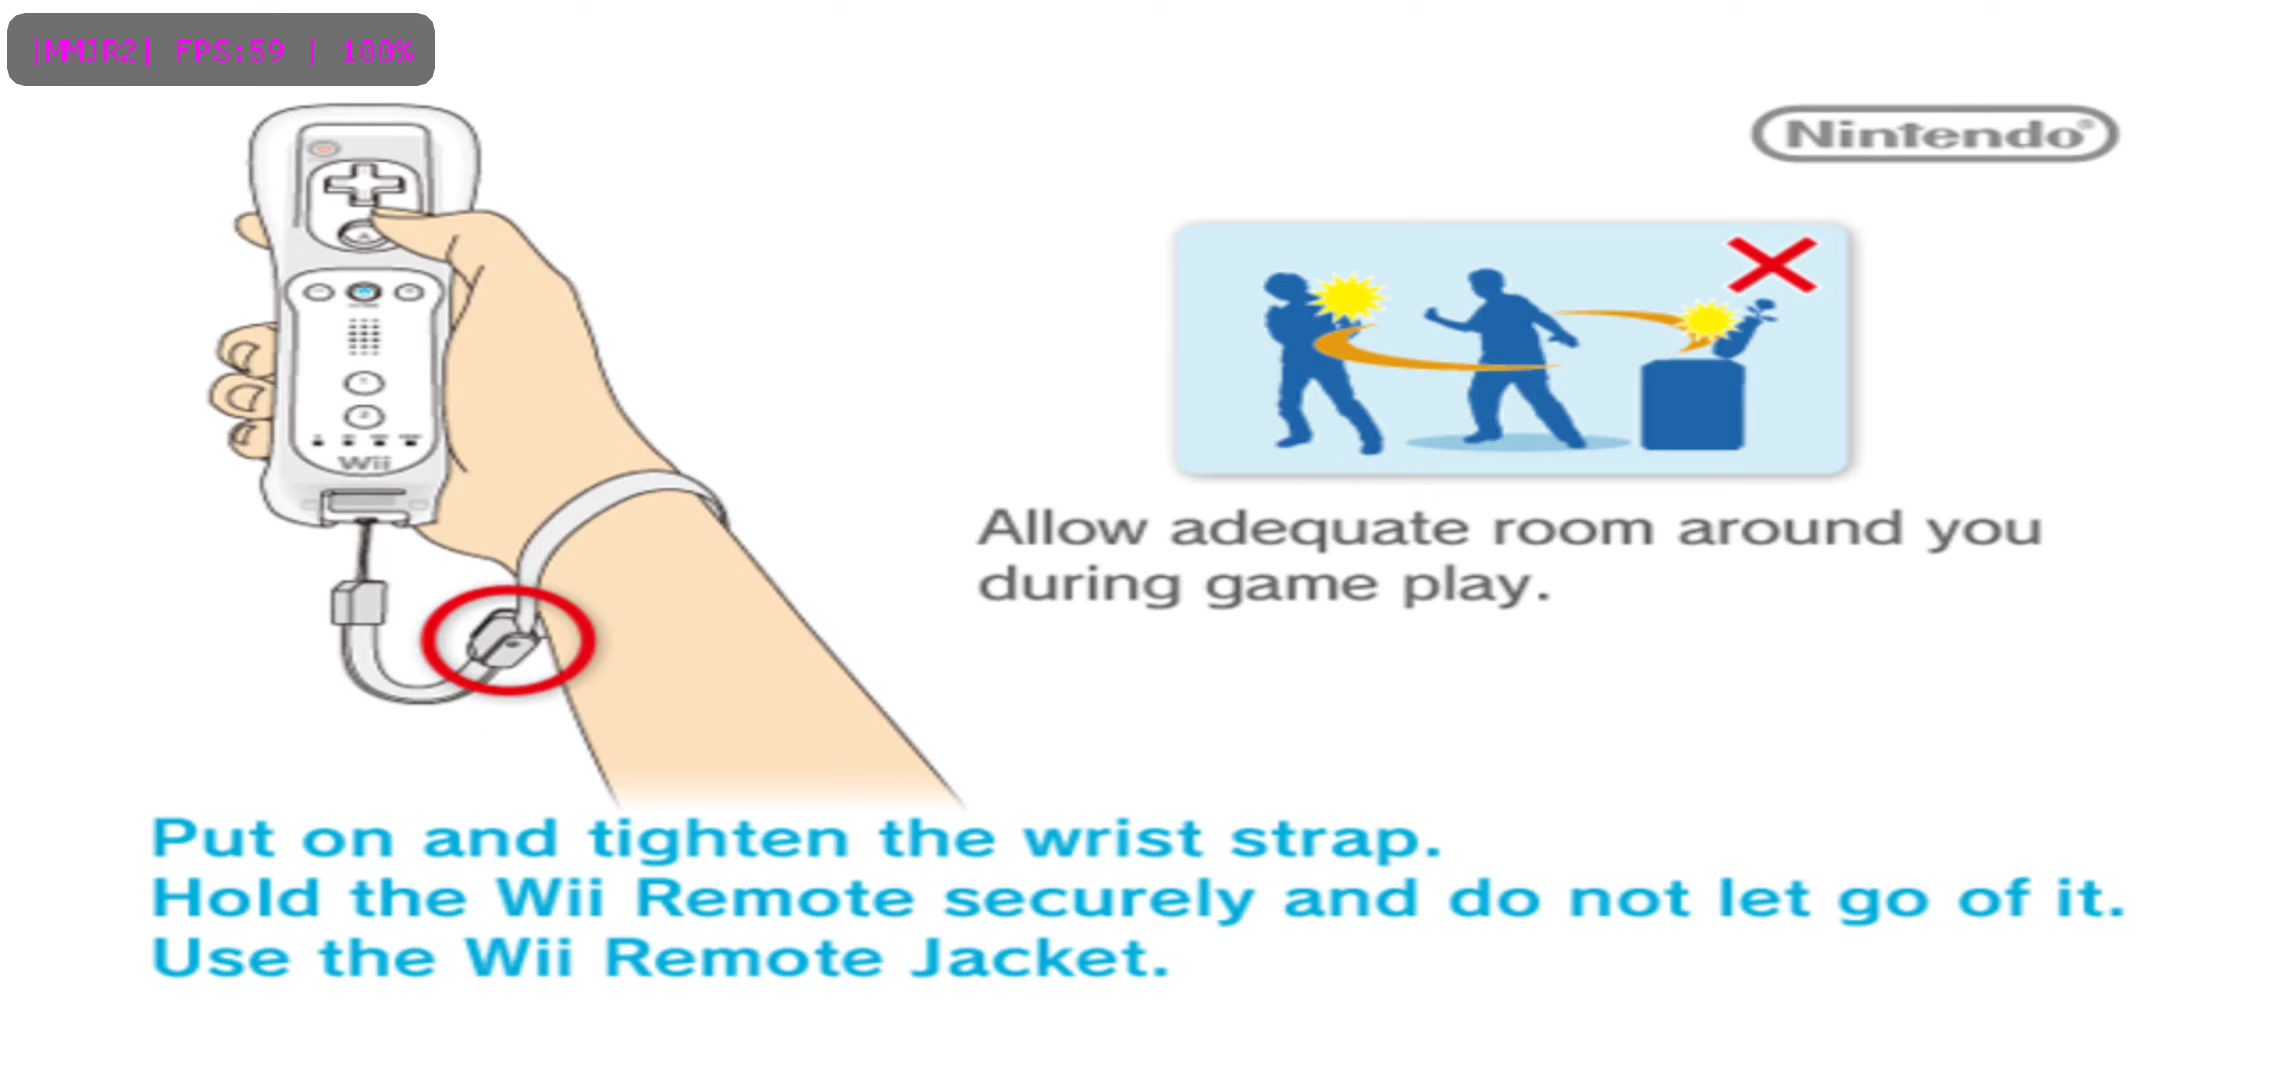 |MMJR2| FPS:59 | 100%
Nintendo®
Wii
Allow adequate room around you
during game play.
Put on and tighten the wrist strap.
Hold the Wii Remote securely and do not let go of it.
Use the Wii Remote Jacket.